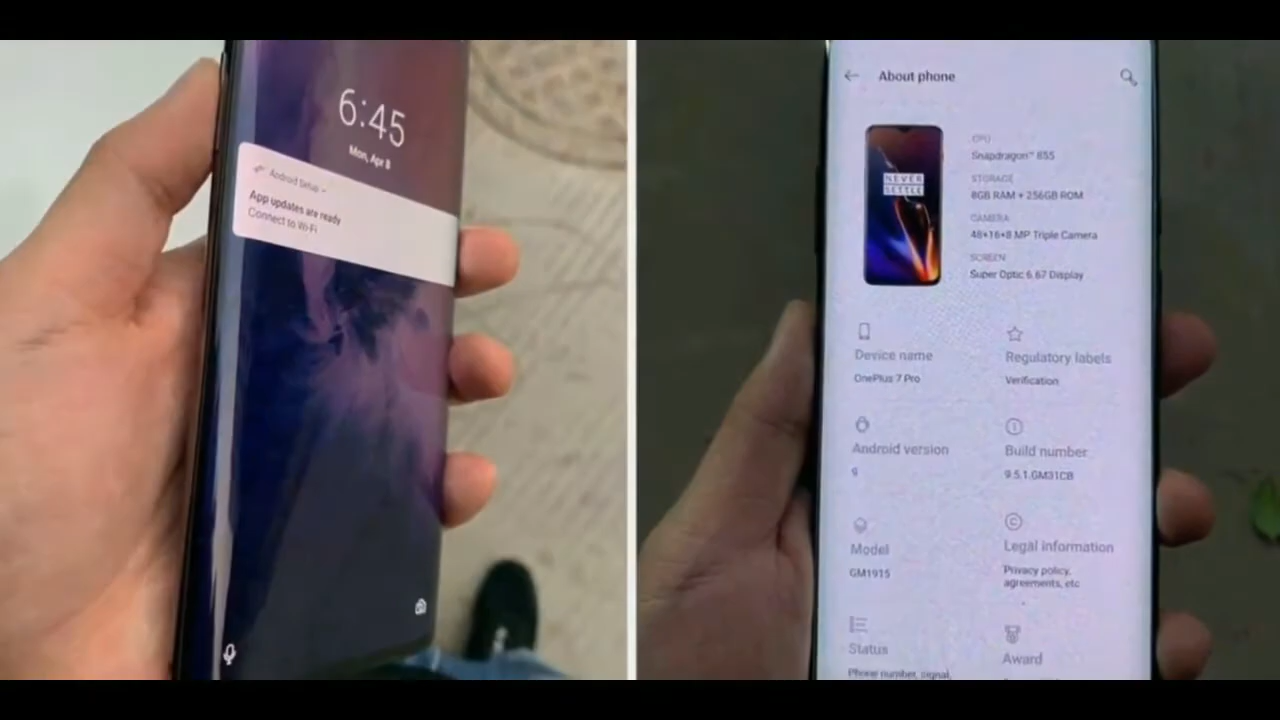 6:45
Mon, Apr 8
Android Setup
App updates are ready
Connect to Wi-Fi
About phone
CPU
Snapdragon™ 855
STORAGE
8GB RAM + 256GB ROM
CAMERA
48+16+8 MP Triple Camera
SCREEN
Super Optic 6.67 Display
NEVER
SETTLE
Device name
OnePlus 7 Pro
Regulatory labels
Verification
Android version
9
Build number
9.5.1.GM31CB
Model
GM1915
Legal information
Privacy policy,
agreements, etc
Status
Phone number, signal,
Award